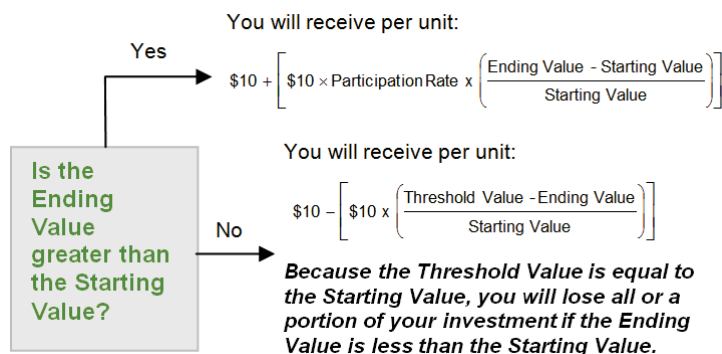 You will receive per unit:
Yes
$10 + [ $10 × Participation Rate x ( Ending Value - Starting Value / Starting Value ) ]
You will receive per unit:
Is the
Ending
Value
greater than
the Starting
Value?
No
$10 – [ $10 x ( Threshold Value - Ending Value / Starting Value ) ]
Because the Threshold Value is equal to
the Starting Value, you will lose all or a
portion of your investment if the Ending
Value is less than the Starting Value.